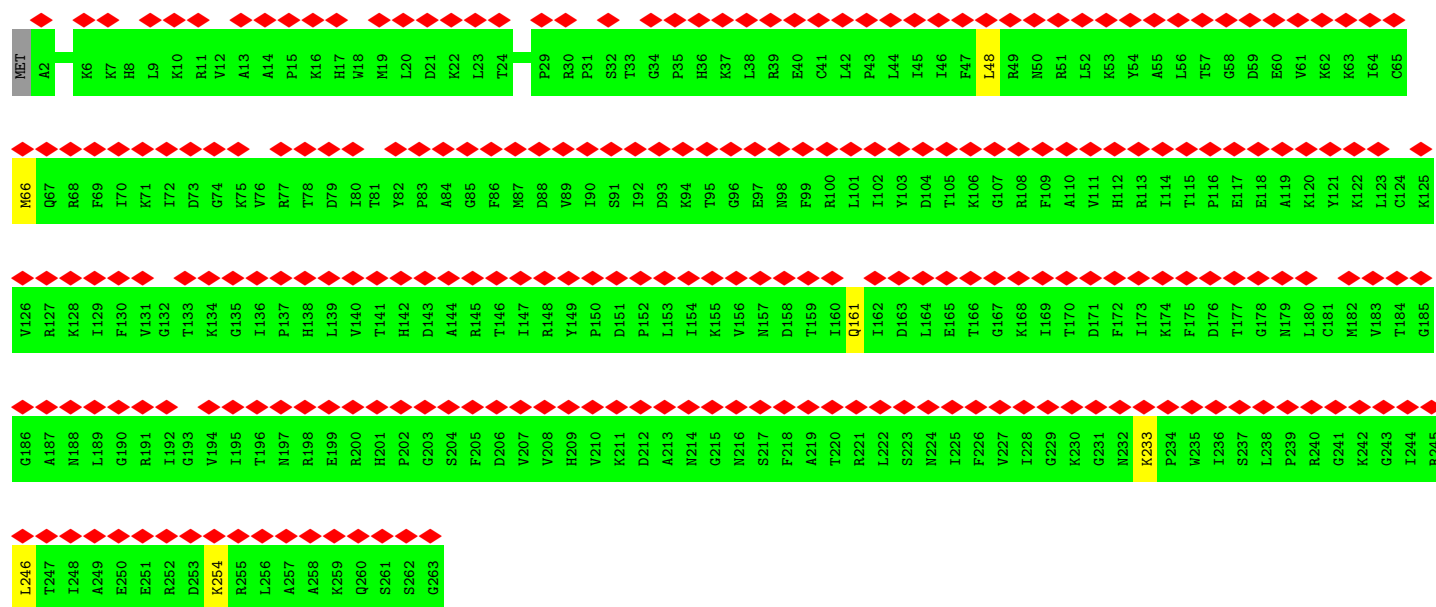 MET A2 K6 K7 H8 L9 K10 R11 V12 A13 A14 P15 K16 H17 W18 M19 L20 D21 K22 L23 T24 P29 R30 P31 S32 T33 G34 P35 H36 K37 L38 R39 E40 C41 L42 P43 L44 I45 I46 F47 L48 R49 N50 R51 L52 K53 Y54 A55 L56 T57 G58 D59 E60 V61 K62 K63 I64 C65
M66 Q67 R68 F69 I70 K71 I72 D73 G74 K75 V76 R77 T78 D79 I80 T81 Y82 P83 A84 G85 F86 M87 D88 V89 I90 S91 I92 D93 K94 T95 G96 E97 N98 F99 R100 L101 I102 Y103 D104 T105 K106 G107 R108 F109 A110 V111 H112 R113 I114 T115 P116 E117 E118 A119 K120 Y121 K122 L123 C124 K125
V126 R127 K128 I129 F130 V131 G132 T133 K134 G135 I136 P137 H138 L139 V140 T141 H142 D143 A144 R145 T146 I147 R148 Y149 P150 D151 P152 L153 I154 K155 V156 N157 D158 T159 I160 Q161 I162 D163 L164 E165 T166 G167 K168 I169 T170 D171 F172 I173 K174 F175 D176 T177 G178 N179 L180 C181 M182 V183 T184 G185
G186 A187 N188 L189 G190 R191 I192 G193 V194 I195 T196 N197 R198 E199 R200 H201 P202 G203 S204 F205 D206 V207 V208 H209 V210 K211 D212 A213 N214 G215 N216 S217 F218 A219 T220 R221 L222 S223 N224 I225 F226 V227 I228 G229 K230 G231 N232 K233 P234 W235 I236 S237 L238 P239 R240 G241 K242 G243 I244 R245
L246 T247 I248 A249 E250 E251 R252 D253 K254 R255 L256 A257 A258 K259 Q260 S261 S262 G263